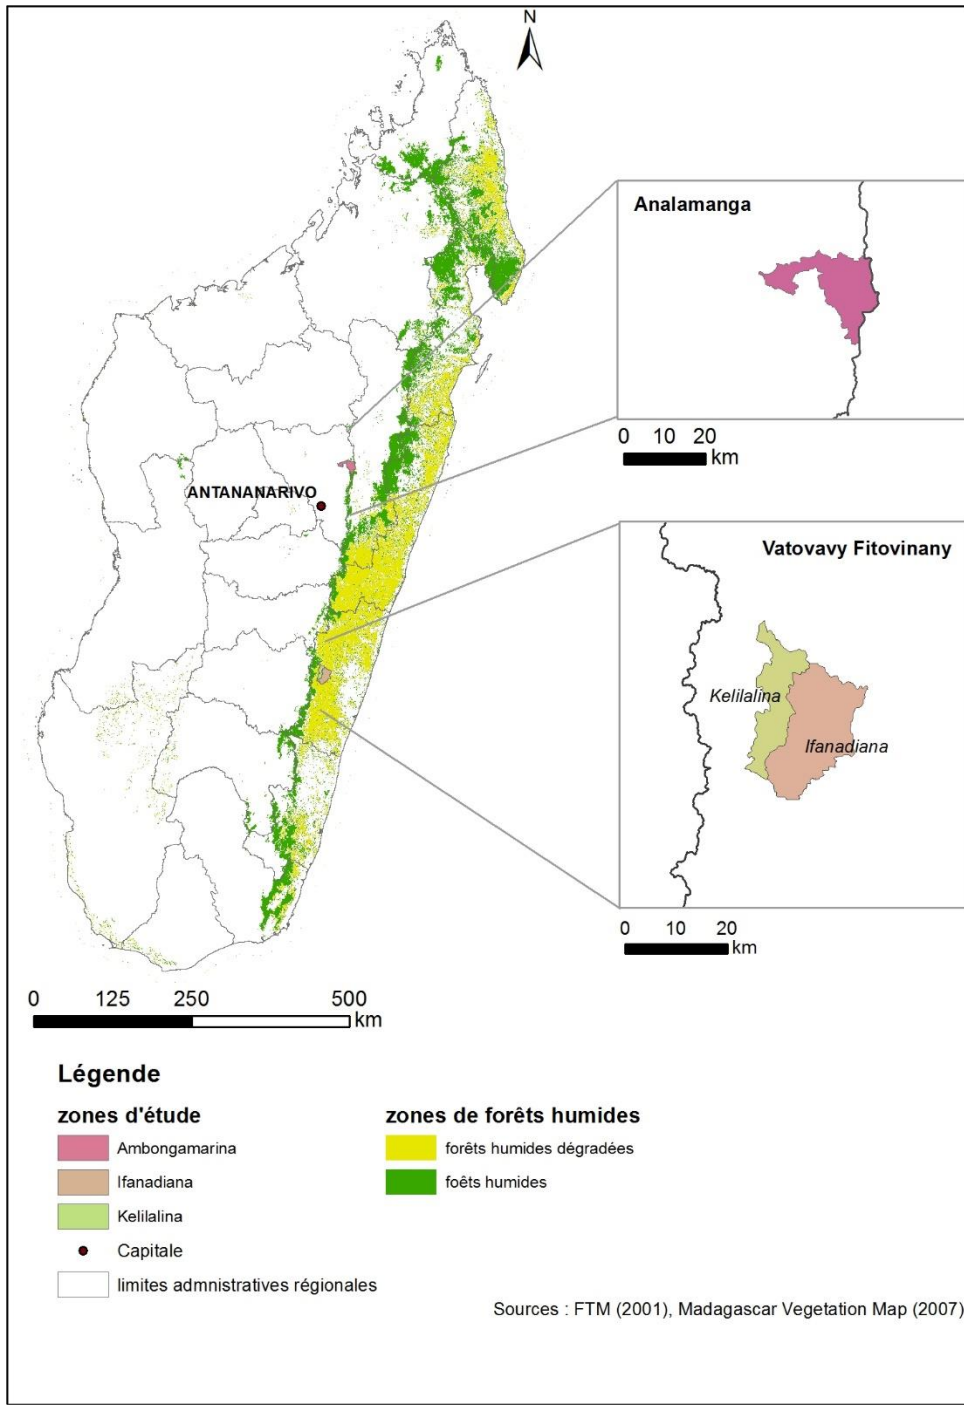 N
Analamanga
0 10 20
km
ANTANANARIVO
Vatovavy Fitovinany
Kelilalina
Ifanadiana
0 10 20
km
0 125 250 500
km
Légende
zones d'étude
Ambongamarina
Ifanadiana
Kelilalina
Capitale
limites admnistratives régionales
zones de forêts humides
forêts humides dégradées
foêts humides
Sources : FTM (2001), Madagascar Vegetation Map (2007)